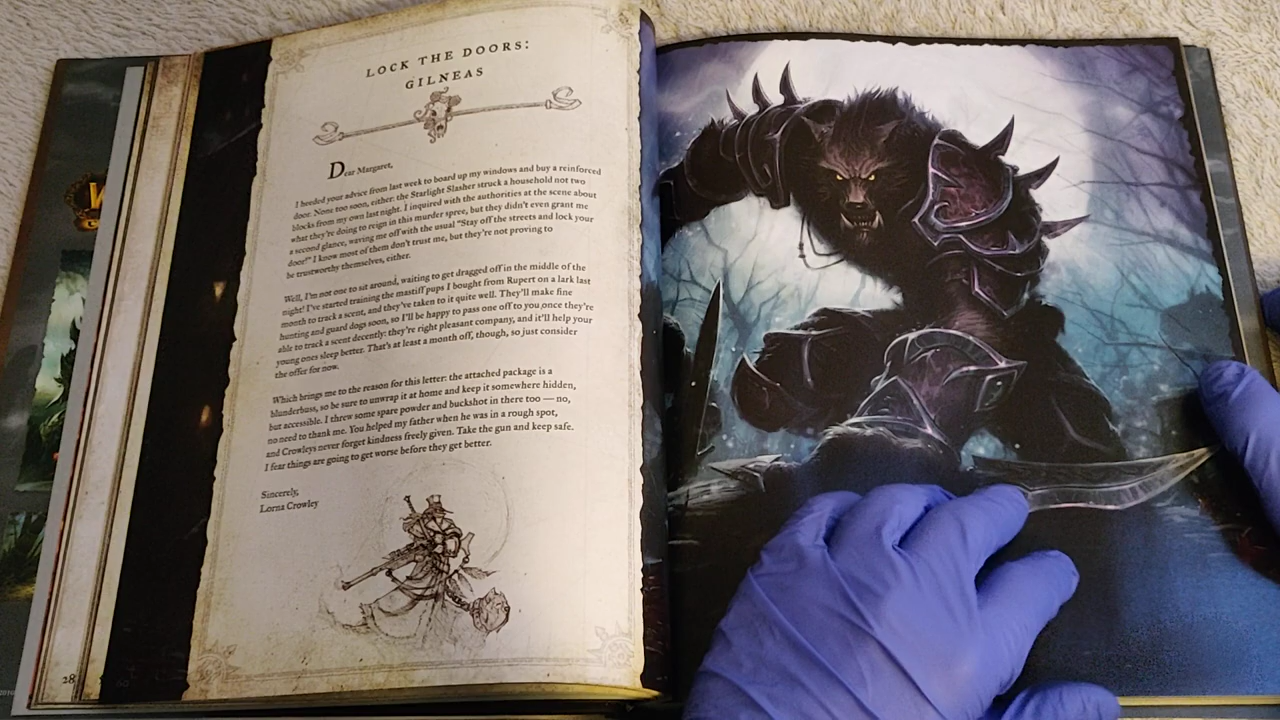 LOCK THE DOORS:
GILNEAS
Dear Margaret,
I heeded your advice from last week to board up my windows and buy a reinforced
door. None too soon, either: the Starlight Slasher struck a household not two
blocks from my own last night. I inquired with the authorities at the scene about
what they're doing to reign in this murder spree, but they didn't even grant me
a second glance, waving me off with the usual "Stay off the streets and lock your
door!" I know most of them don't trust me, but they're not proving to
be trustworthy themselves, either.
Well, I'm not one to sit around, waiting to get dragged off in the middle of the
night! I've started training the mastiff pups I bought from Rupert on a lark last
month to track a scent, and they've taken to it quite well. They'll make fine
hunting and guard dogs soon, so I'll be happy to pass one off to you once they're
able to track a scent decently: they're right pleasant company, and it'll help your
young ones sleep better. That's at least a month off, though, so just consider
the offer for now.
Which brings me to the reason for this letter: the attached package is a
blunderbuss, so be sure to unwrap it at home and keep it somewhere hidden,
but accessible. I threw some spare powder and buckshot in there too — no,
no need to thank me. You helped my father when he was in a rough spot,
and Crowleys never forget kindness freely given. Take the gun and keep safe.
I fear things are going to get worse before they get better.
Sincerely,
Lorna Crowley
28